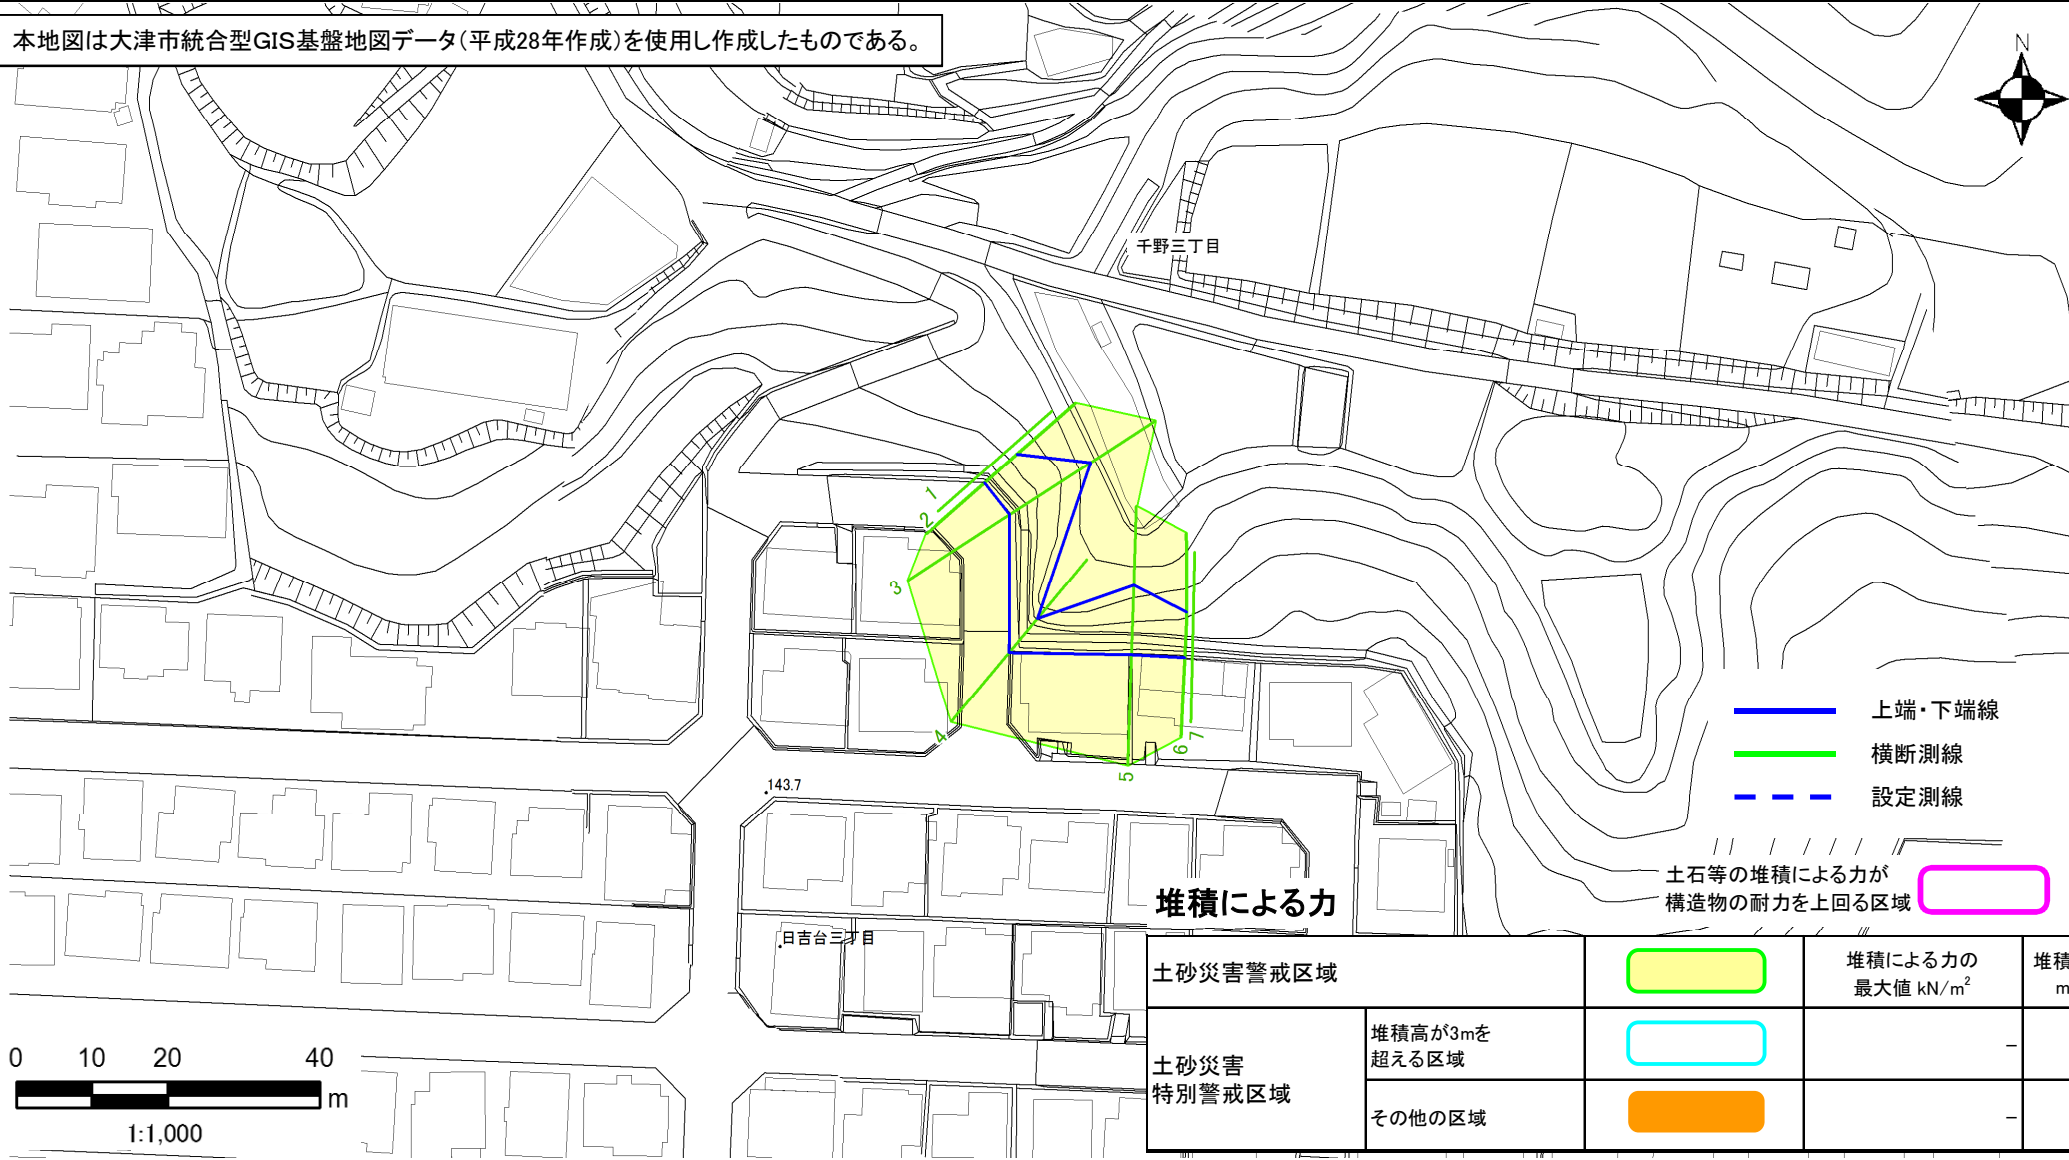 本地図は大津市統合型GIS基盤地図データ(平成28年作成)を使用し作成したものである。
N
千野三丁目
1
2
3
4
5
6
7
143.7
日吉台三丁目
上端・下端線
横断測線
設定測線
土石等の堆積による力が
構造物の耐力を上回る区域
堆積による力
土砂災害警戒区域
堆積による力の
最大値 kN/m²
堆積
m
土砂災害
特別警戒区域
堆積高が3mを
超える区域
−
その他の区域
−
0 10 20 40
m
1:1,000